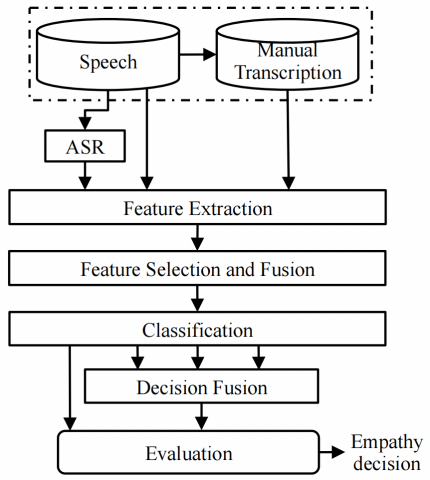 Speech
Manual
Transcription
ASR
Feature Extraction
Feature Selection and Fusion
Classification
Decision Fusion
Evaluation
Empathy
decision